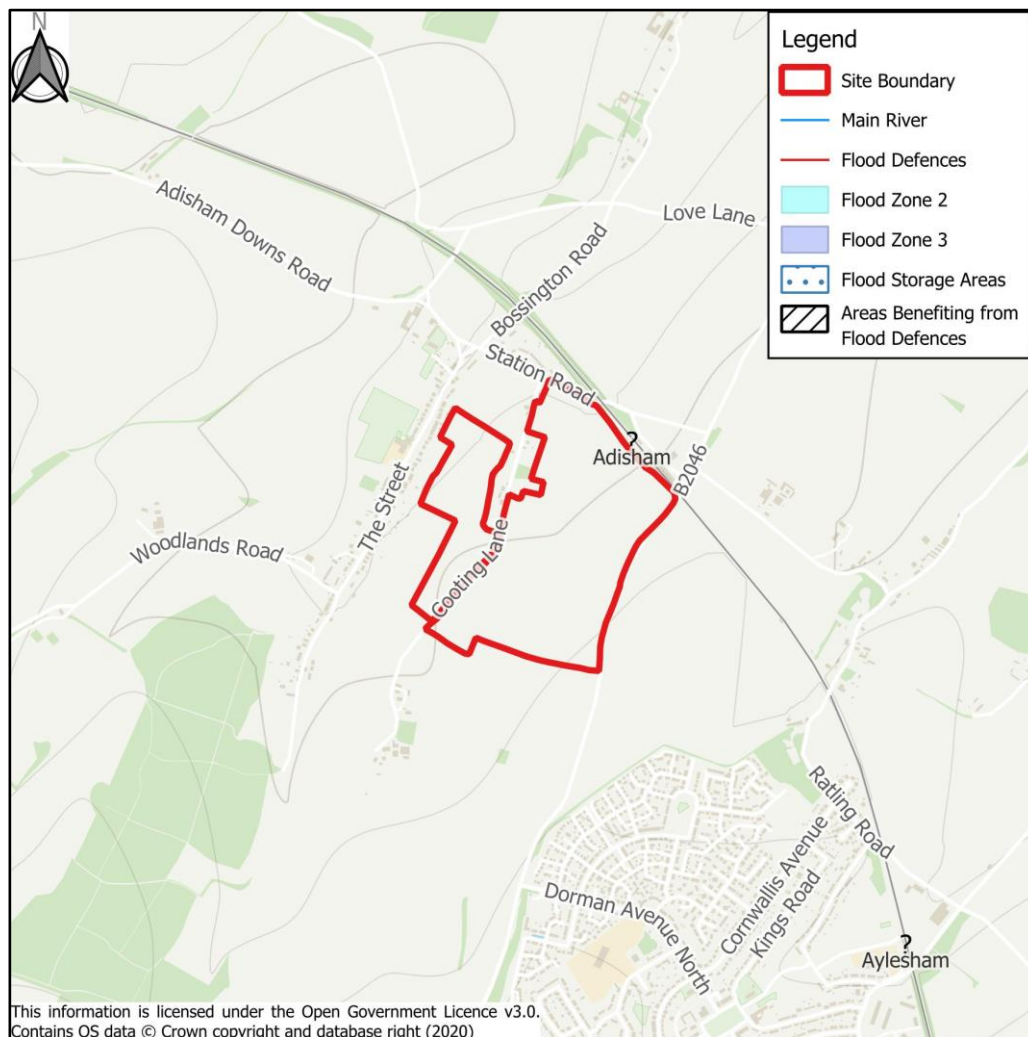 N
Legend
Site Boundary
Main River
Flood Defences
Flood Zone 2
Flood Zone 3
Flood Storage Areas
Areas Benefiting from
Flood Defences
Adisham Downs Road
Bossington Road
Love Lane
Station Road
?
Adisham
B2046
The Street
Woodlands Road
Cooting Lane
Ratling Road
Cornwallis Avenue
Kings Road
Dorman Avenue North
?
Aylesham
This information is licensed under the Open Government Licence v3.0.
Contains OS data © Crown copyright and database right (2020)